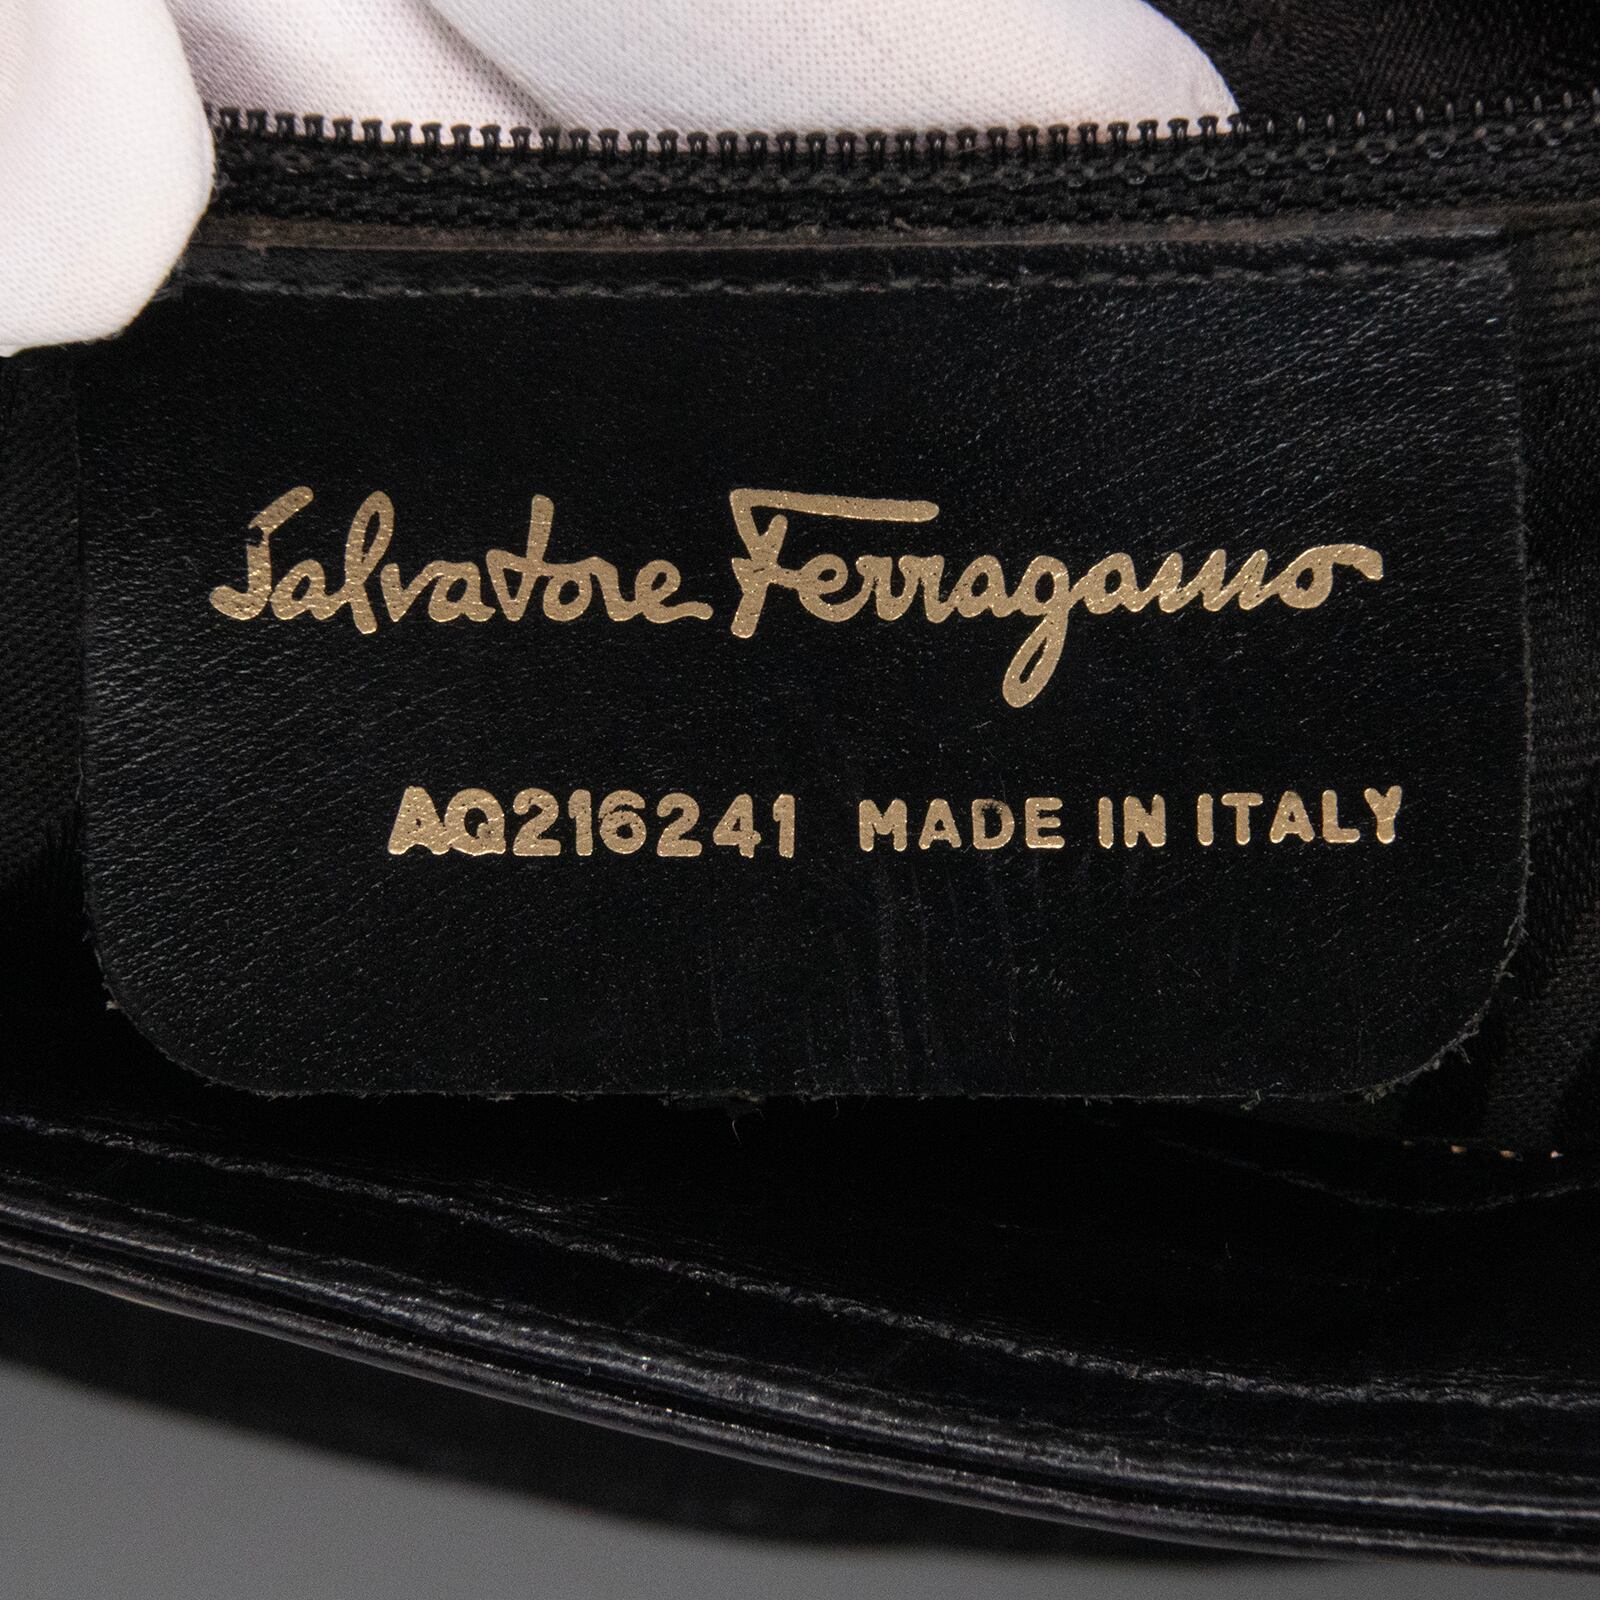 Salvatore Ferragamo
AQ216241 MADE IN ITALY